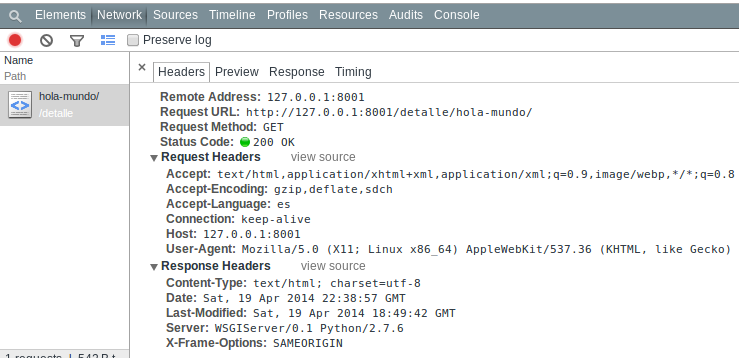 Elements Network Sources Timeline Profiles Resources Audits Console
Preserve log
Name
Path
hola-mundo/
/detalle
× Headers Preview Response Timing
Remote Address: 127.0.0.1:8001
Request URL: http://127.0.0.1:8001/detalle/hola-mundo/
Request Method: GET
Status Code: 200 OK
Request Headers view source
Accept: text/html,application/xhtml+xml,application/xml;q=0.9,image/webp,*/*;q=0.8
Accept-Encoding: gzip,deflate,sdch
Accept-Language: es
Connection: keep-alive
Host: 127.0.0.1:8001
User-Agent: Mozilla/5.0 (X11; Linux x86_64) AppleWebKit/537.36 (KHTML, like Gecko)
Response Headers view source
Content-Type: text/html; charset=utf-8
Date: Sat, 19 Apr 2014 22:38:57 GMT
Last-Modified: Sat, 19 Apr 2014 18:49:42 GMT
Server: WSGIServer/0.1 Python/2.7.6
X-Frame-Options: SAMEORIGIN
1 requests |